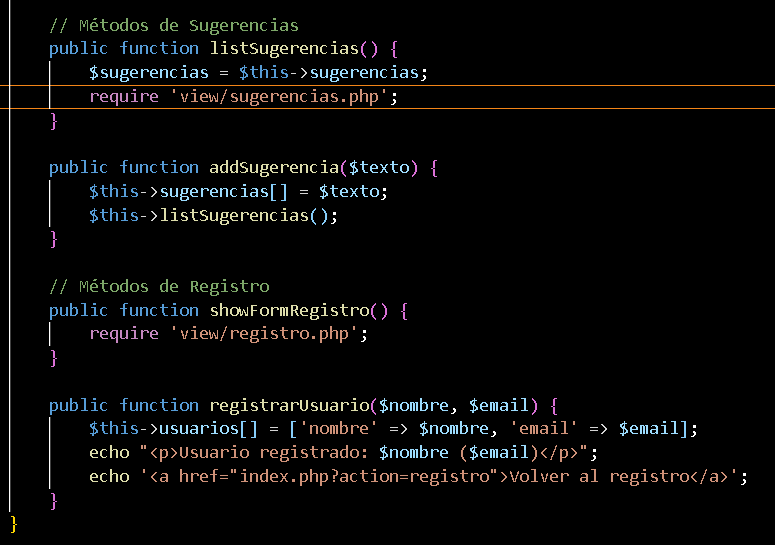 // Métodos de Sugerencias
public function listSugerencias() {
$sugerencias = $this->sugerencias;
require 'view/sugerencias.php';
}
public function addSugerencia($texto) {
$this->sugerencias[] = $texto;
$this->listSugerencias();
}
// Métodos de Registro
public function showFormRegistro() {
require 'view/registro.php';
}
public function registrarUsuario($nombre, $email) {
$this->usuarios[] = ['nombre' => $nombre, 'email' => $email];
echo "<p>Usuario registrado: $nombre ($email)</p>";
echo '<a href="index.php?action=registro">Volver al registro</a>';
}
}